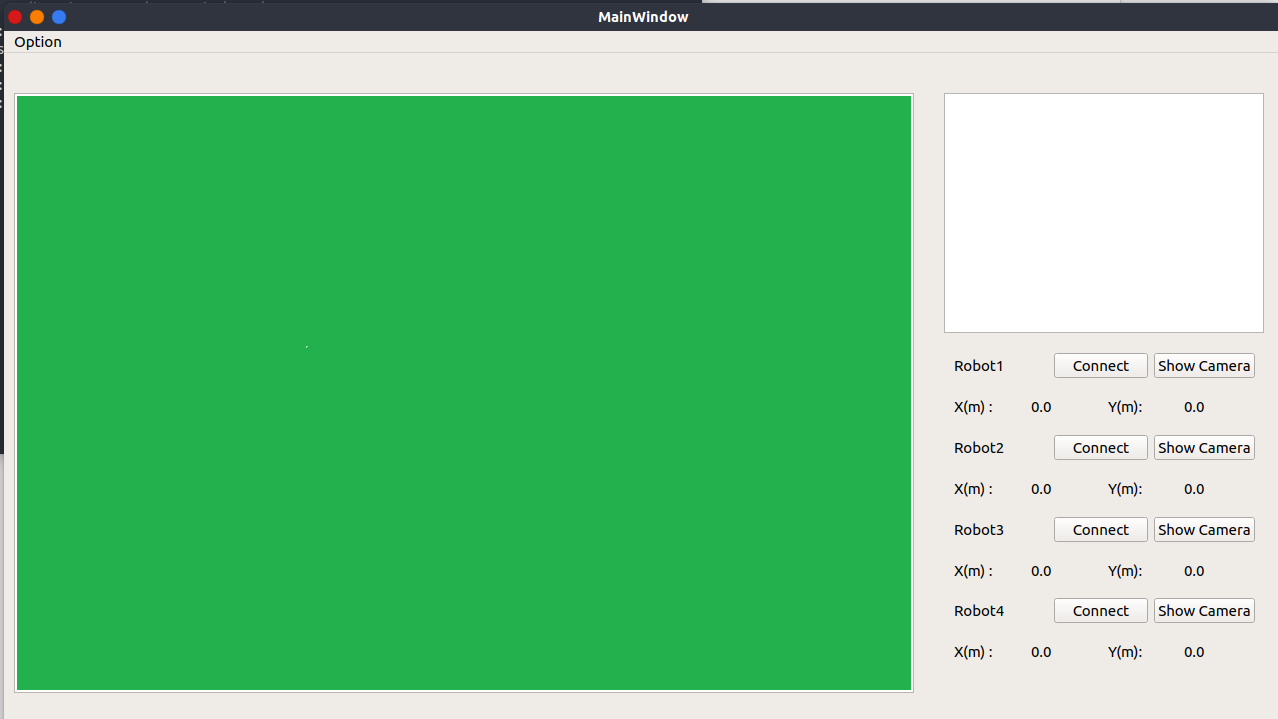 MainWindow
Option
Robot1 Connect Show Camera
X(m) : 0.0 Y(m): 0.0
Robot2 Connect Show Camera
X(m) : 0.0 Y(m): 0.0
Robot3 Connect Show Camera
X(m) : 0.0 Y(m): 0.0
Robot4 Connect Show Camera
X(m) : 0.0 Y(m): 0.0